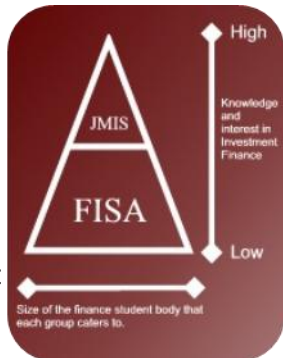 High
JMIS
Knowledge
and
interest in
Investment
Finance
FISA
Low
Size of the finance student body that
each group caters to.